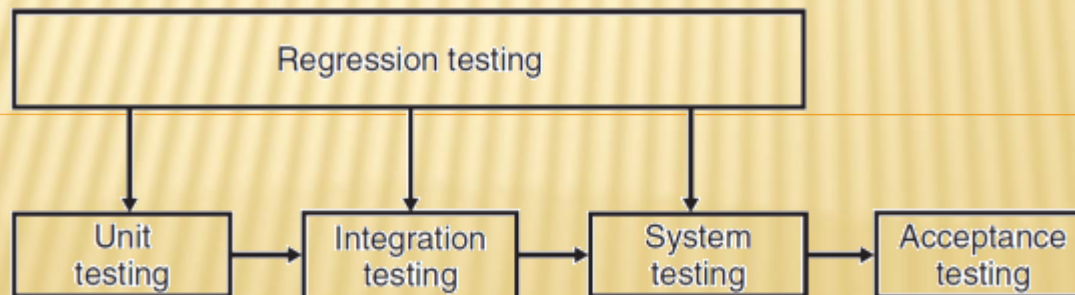 Regression testing
Unit
testing
Integration
testing
System
testing
Acceptance
testing